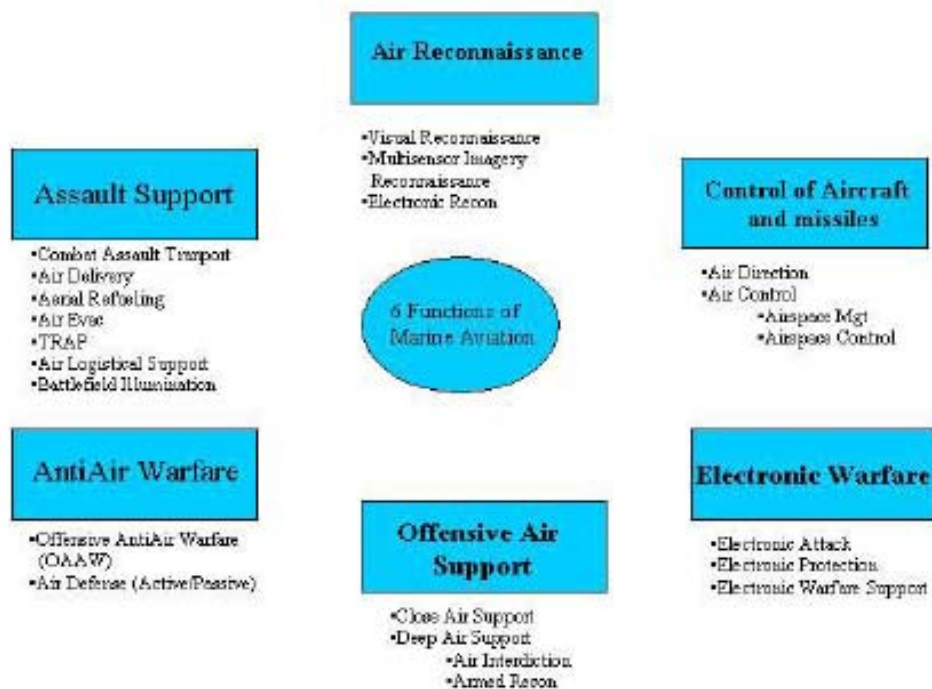 Air Reconnaissance
•Visual Reconnaissance
•Multisensor Imagery
Reconnaissance
•Electronic Recon
Assault Support
•Combat Assault Tranport
•Air Delivery
•Aerial Refueling
•Air Evac
•TRAP
•Air Logistical Support
•Battlefield Illumination
Control of Aircraft
and missiles
•Air Direction
•Air Control
•Airspace Mgt
•Airspace Control
6 Functions of
Marine Aviation
AntiAir Warfare
•Offensive AntiAir Warfare
(OAAW)
•Air Defense (Active/Passive)
Offensive Air
Support
•Close Air Support
•Deep Air Support
•Air Interdiction
•Armed Recon
Electronic Warfare
•Electronic Attack
•Electronic Protection
•Electronic Warfare Support